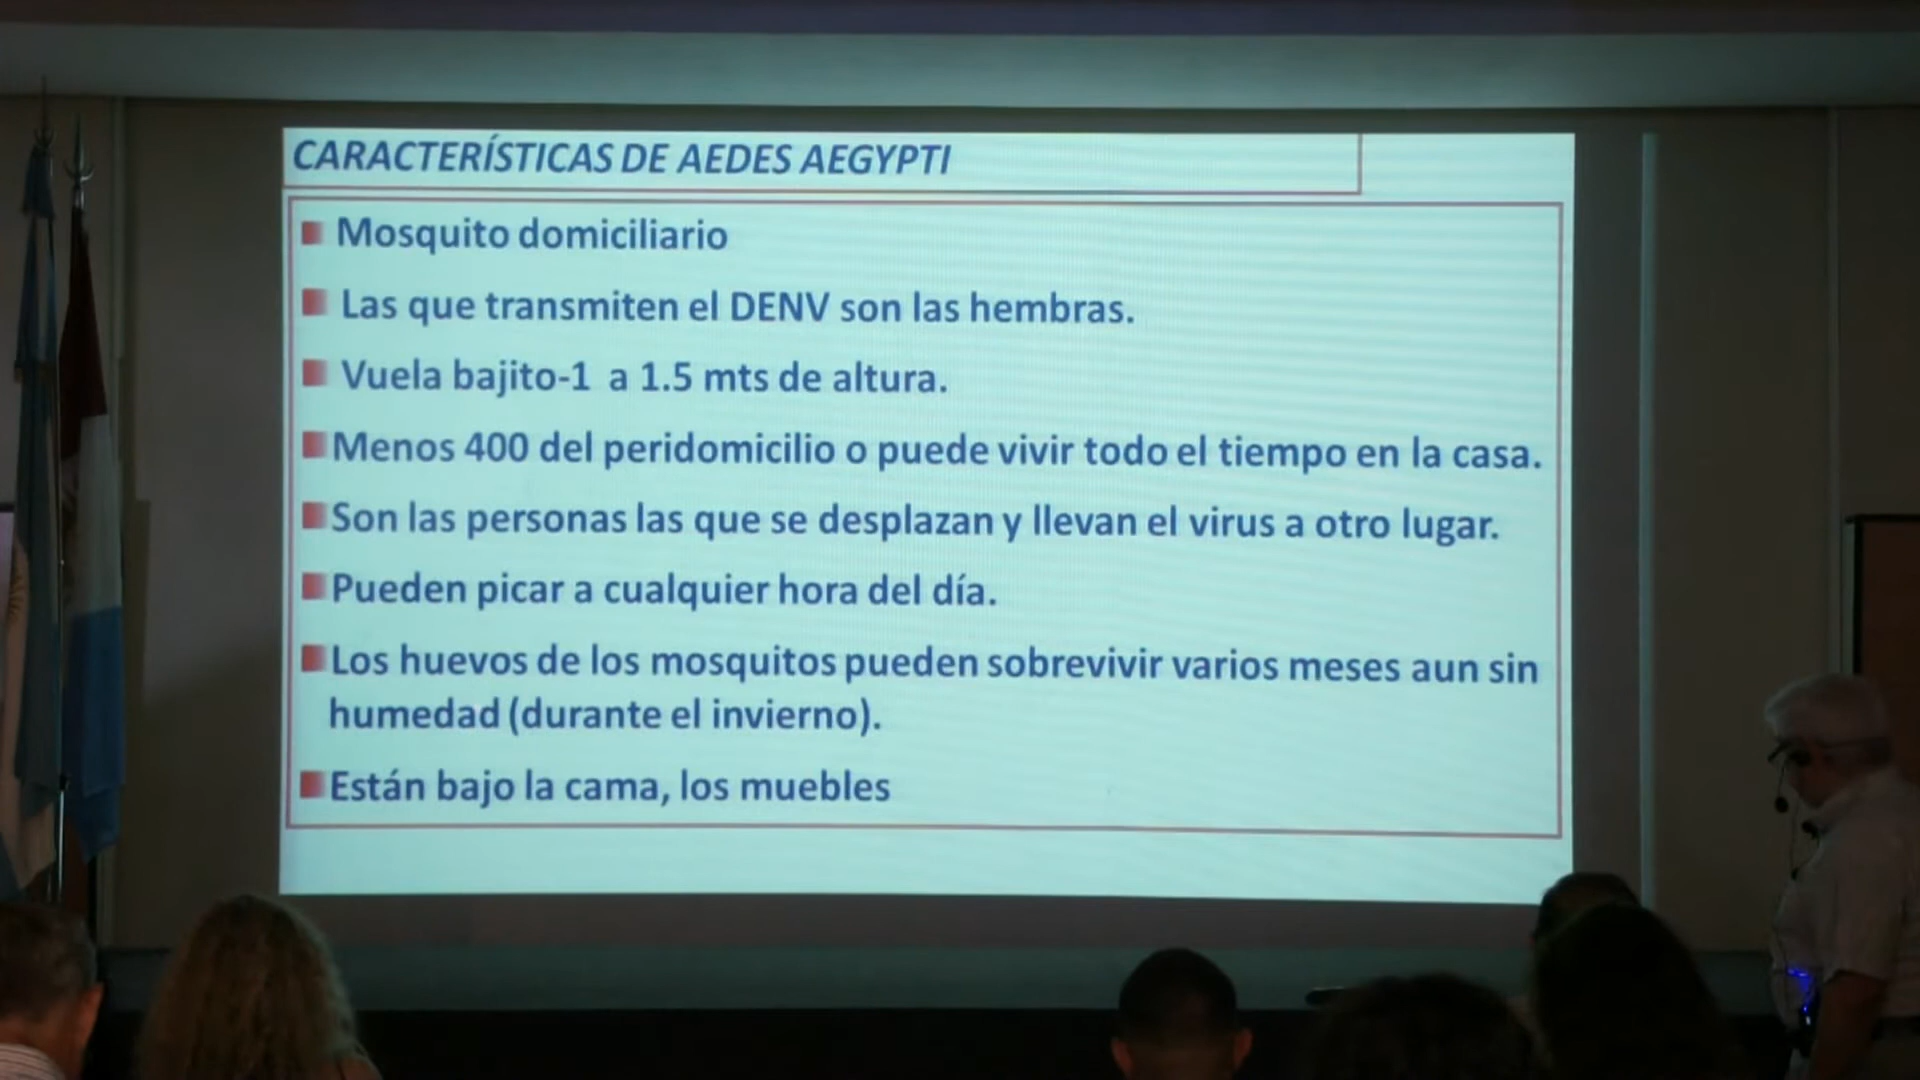 CARACTERÍSTICAS DE AEDES AEGYPTI
Mosquito domiciliario
Las que transmiten el DENV son las hembras.
Vuela bajito-1 a 1.5 mts de altura.
Menos 400 del peridomicilio o puede vivir todo el tiempo en la casa.
Son las personas las que se desplazan y llevan el virus a otro lugar.
Pueden picar a cualquier hora del día.
Los huevos de los mosquitos pueden sobrevivir varios meses aun sin
humedad (durante el invierno).
Están bajo la cama, los muebles